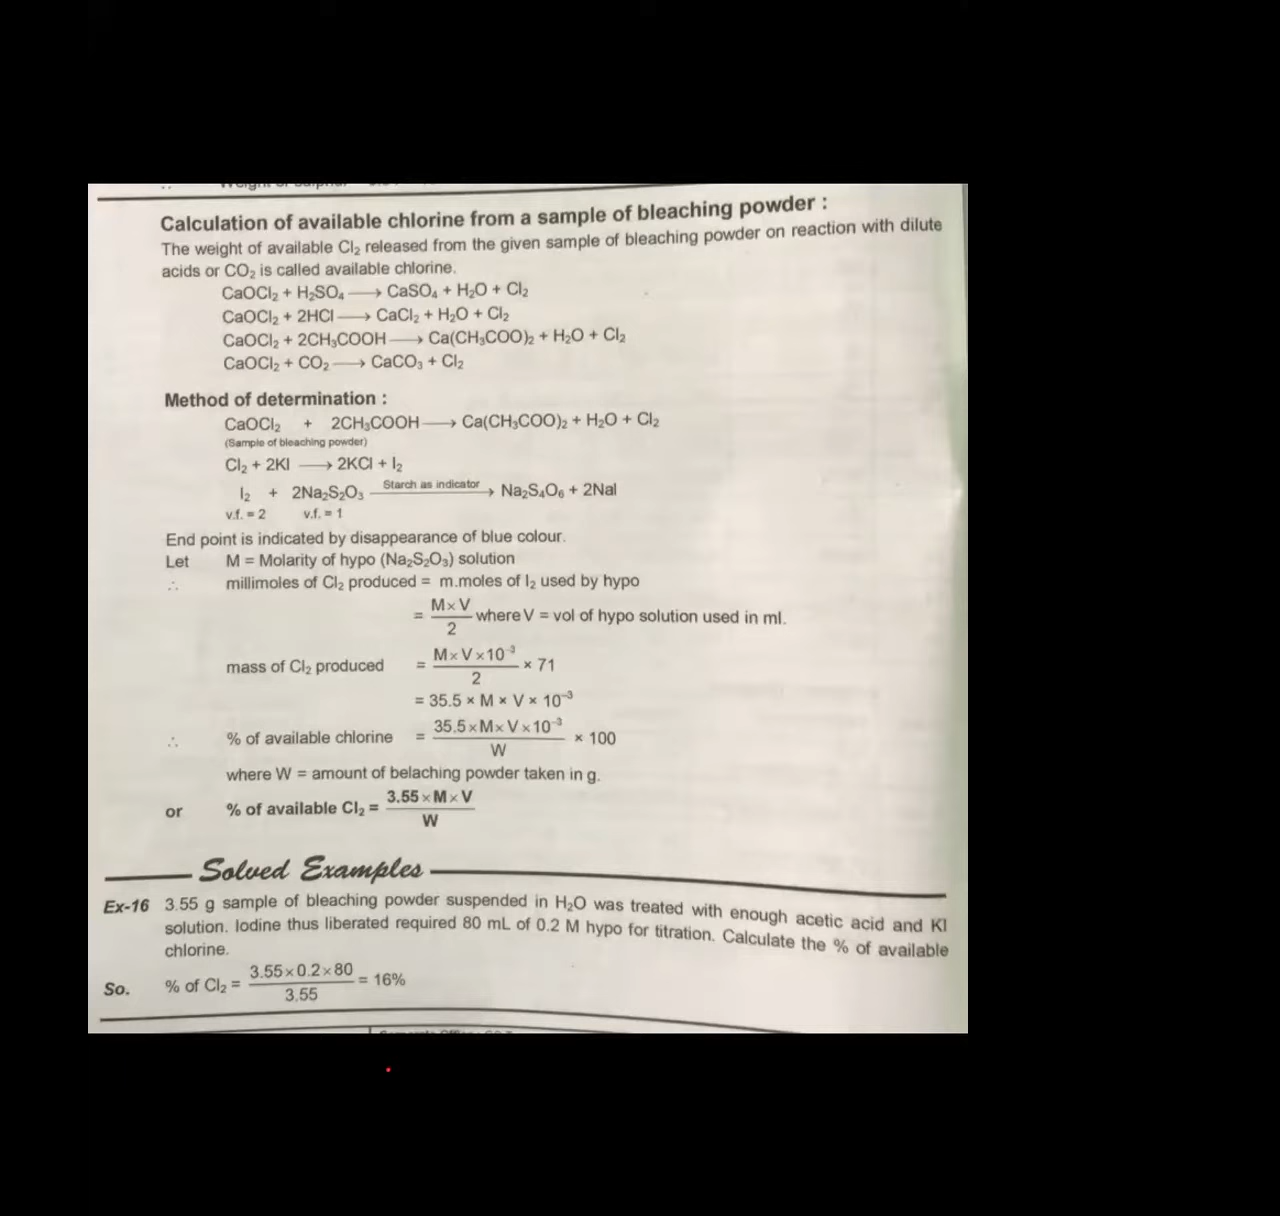 Calculation of available chlorine from a sample of bleaching powder :
The weight of available Cl₂ released from the given sample of bleaching powder on reaction with dilute
acids or CO₂ is called available chlorine.
CaOCl₂ + H₂SO₄ ⟶ CaSO₄ + H₂O + Cl₂
CaOCl₂ + 2HCl ⟶ CaCl₂ + H₂O + Cl₂
CaOCl₂ + 2CH₃COOH ⟶ Ca(CH₃COO)₂ + H₂O + Cl₂
CaOCl₂ + CO₂ ⟶ CaCO₃ + Cl₂
Method of determination :
CaOCl₂ + 2CH₃COOH ⟶ Ca(CH₃COO)₂ + H₂O + Cl₂
(Sample of bleaching powder)
Cl₂ + 2KI ⟶ 2KCl + I₂
I₂ + 2Na₂S₂O₃ —Starch as indicator→ Na₂S₄O₆ + 2NaI
v.f. = 2 v.f. = 1
End point is indicated by disappearance of blue colour.
Let M = Molarity of hypo (Na₂S₂O₃) solution
∴ millimoles of Cl₂ produced = m.moles of I₂ used by hypo
= M × V / 2 where V = vol of hypo solution used in ml.
mass of Cl₂ produced = M × V × 10⁻³ / 2 × 71
= 35.5 × M × V × 10⁻³
∴ % of available chlorine = 35.5 × M × V × 10⁻³ / W × 100
where W = amount of belaching powder taken in g.
or % of available Cl₂ = 3.55 × M × V / W
Solved Examples
Ex-16 3.55 g sample of bleaching powder suspended in H₂O was treated with enough acetic acid and KI
solution. Iodine thus liberated required 80 mL of 0.2 M hypo for titration. Calculate the % of available
chlorine.
So. % of Cl₂ = 3.55 × 0.2 × 80 / 3.55 = 16%